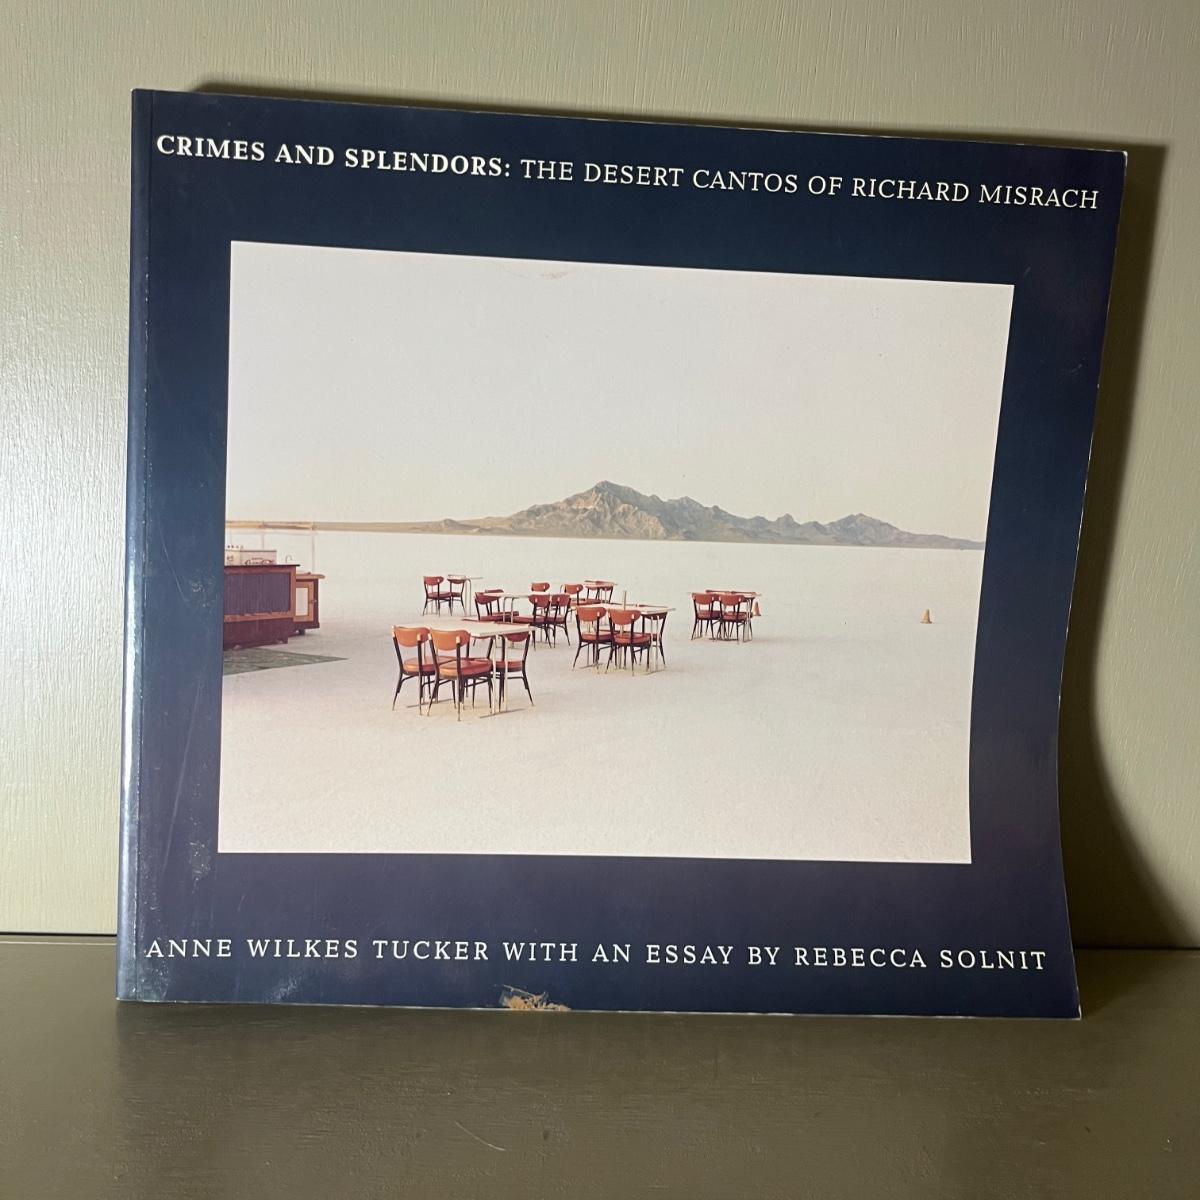 CRIMES AND SPLENDORS: THE DESERT CANTOS OF RICHARD MISRACH
ANNE WILKES TUCKER WITH AN ESSAY BY REBECCA SOLNIT